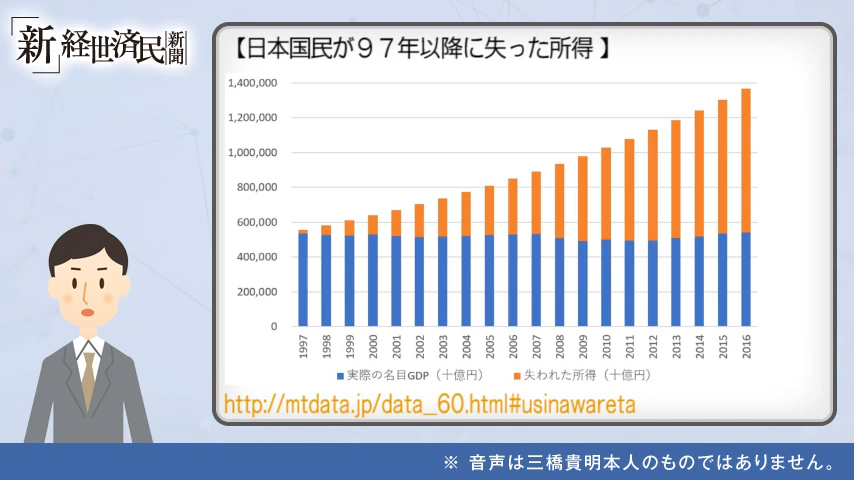 新経世済民新聞
【日本国民が97年以降に失った所得 】
1,400,000
1,200,000
1,000,000
800,000
600,000
400,000
200,000
0
1997 1998 1999 2000 2001 2002 2003 2004 2005 2006 2007 2008 2009 2010 2011 2012 2013 2014 2015 2016
実際の名目GDP（十億円） 失われた所得（十億円）
http://mtdata.jp/data_60.html#usinawareta
※ 音声は三橋貴明本人のものではありません。